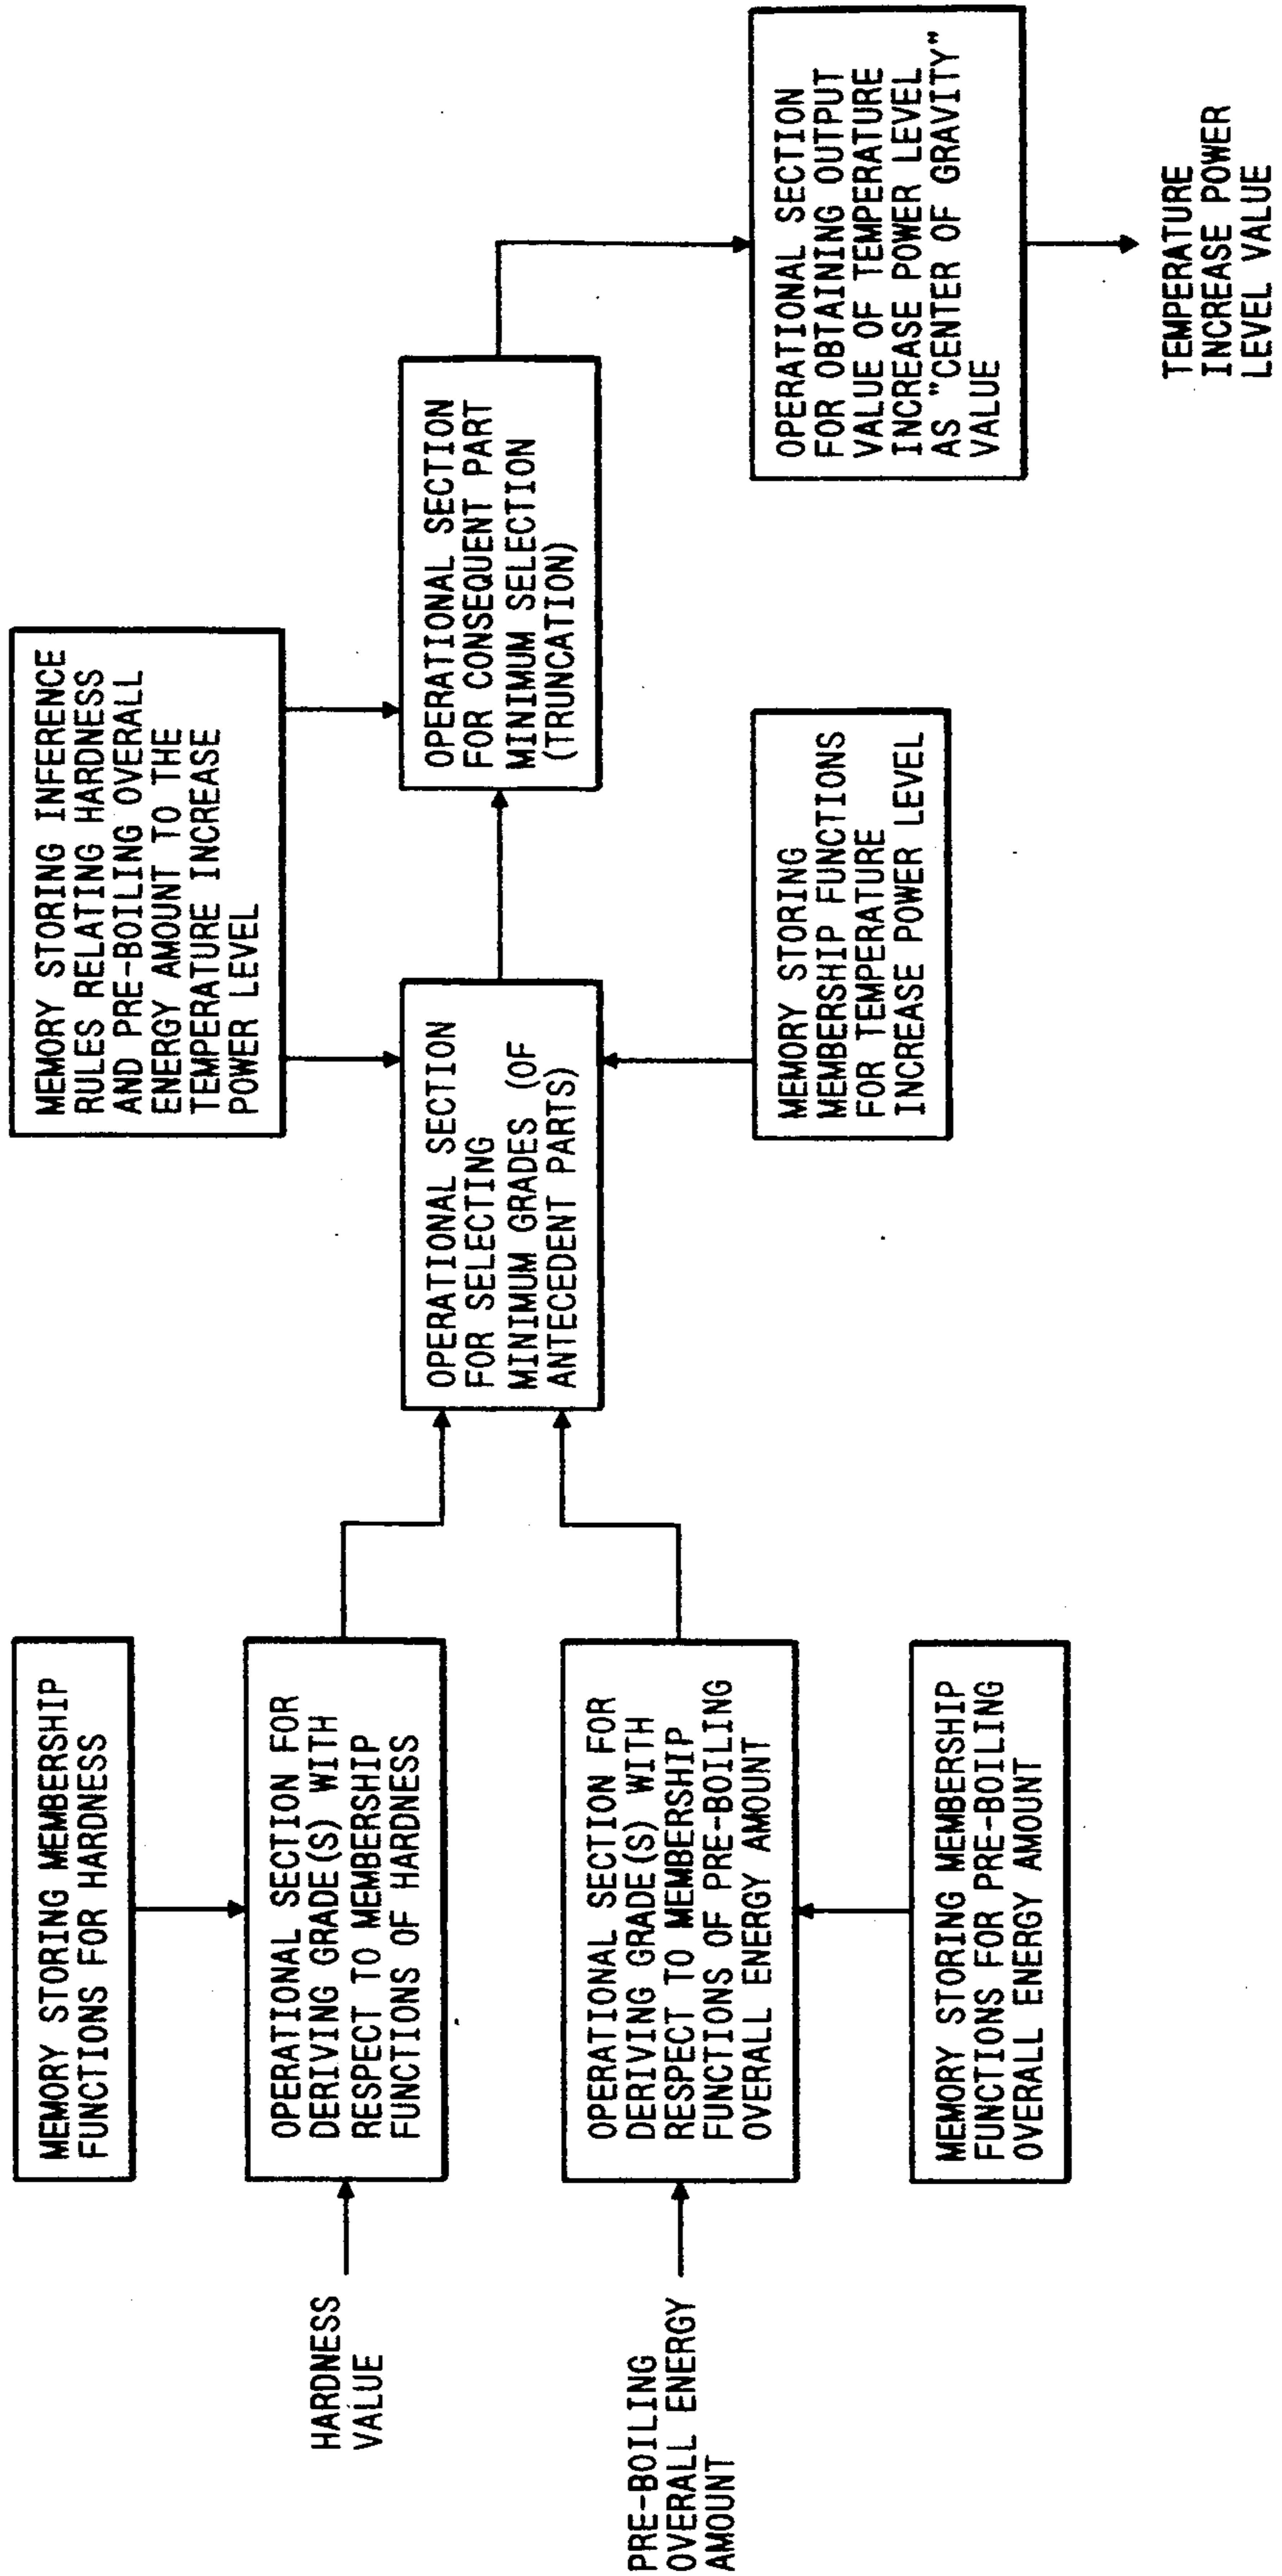 MEMORY STORING MEMBERSHIP
FUNCTIONS FOR HARDNESS
HARDNESS
VALUE
OPERATIONAL SECTION FOR
DERIVING GRADE(S) WITH
RESPECT TO MEMBERSHIP
FUNCTIONS OF HARDNESS
PRE-BOILING
OVERALL ENERGY
AMOUNT
OPERATIONAL SECTION FOR
DERIVING GRADE(S) WITH
RESPECT TO MEMBERSHIP
FUNCTIONS OF PRE-BOILING
OVERALL ENERGY AMOUNT
MEMORY STORING MEMBERSHIP
FUNCTIONS FOR PRE-BOILING
OVERALL ENERGY AMOUNT
MEMORY STORING INFERENCE
RULES RELATING HARDNESS
AND PRE-BOILING OVERALL
ENERGY AMOUNT TO THE
TEMPERATURE INCREASE
POWER LEVEL
OPERATIONAL SECTION
FOR SELECTING
MINIMUM GRADES (OF
ANTECEDENT PARTS)
MEMORY STORING
MEMBERSHIP FUNCTIONS
FOR TEMPERATURE
INCREASE POWER LEVEL
OPERATIONAL SECTION
FOR CONSEQUENT PART
MINIMUM SELECTION
(TRUNCATION)
OPERATIONAL SECTION
FOR OBTAINING OUTPUT
VALUE OF TEMPERATURE
INCREASE POWER LEVEL
AS "CENTER OF GRAVITY"
VALUE
TEMPERATURE
INCREASE POWER
LEVEL VALUE